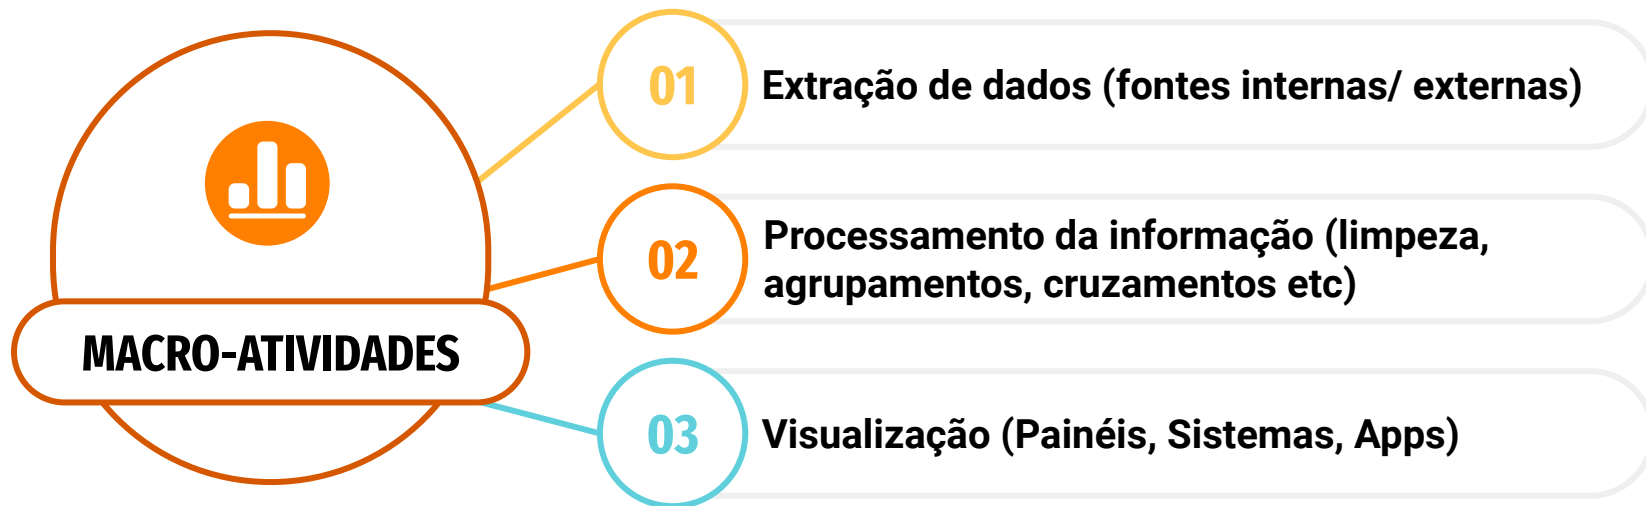 01
Extração de dados (fontes internas/ externas)
02
Processamento da informação (limpeza,
agrupamentos, cruzamentos etc)
MACRO-ATIVIDADES
03
Visualização (Painéis, Sistemas, Apps)